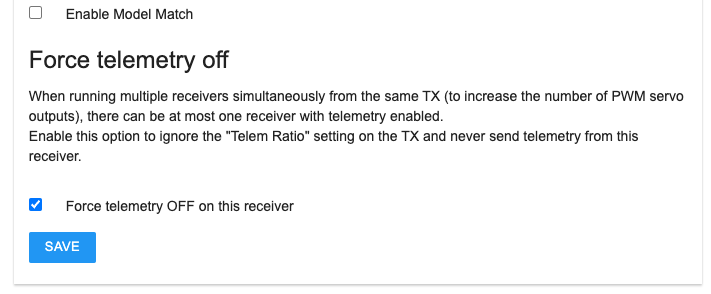 Enable Model Match
Force telemetry off
When running multiple receivers simultaneously from the same TX (to increase the number of PWM servo
outputs), there can be at most one receiver with telemetry enabled.
Enable this option to ignore the "Telem Ratio" setting on the TX and never send telemetry from this
receiver.
Force telemetry OFF on this receiver
SAVE